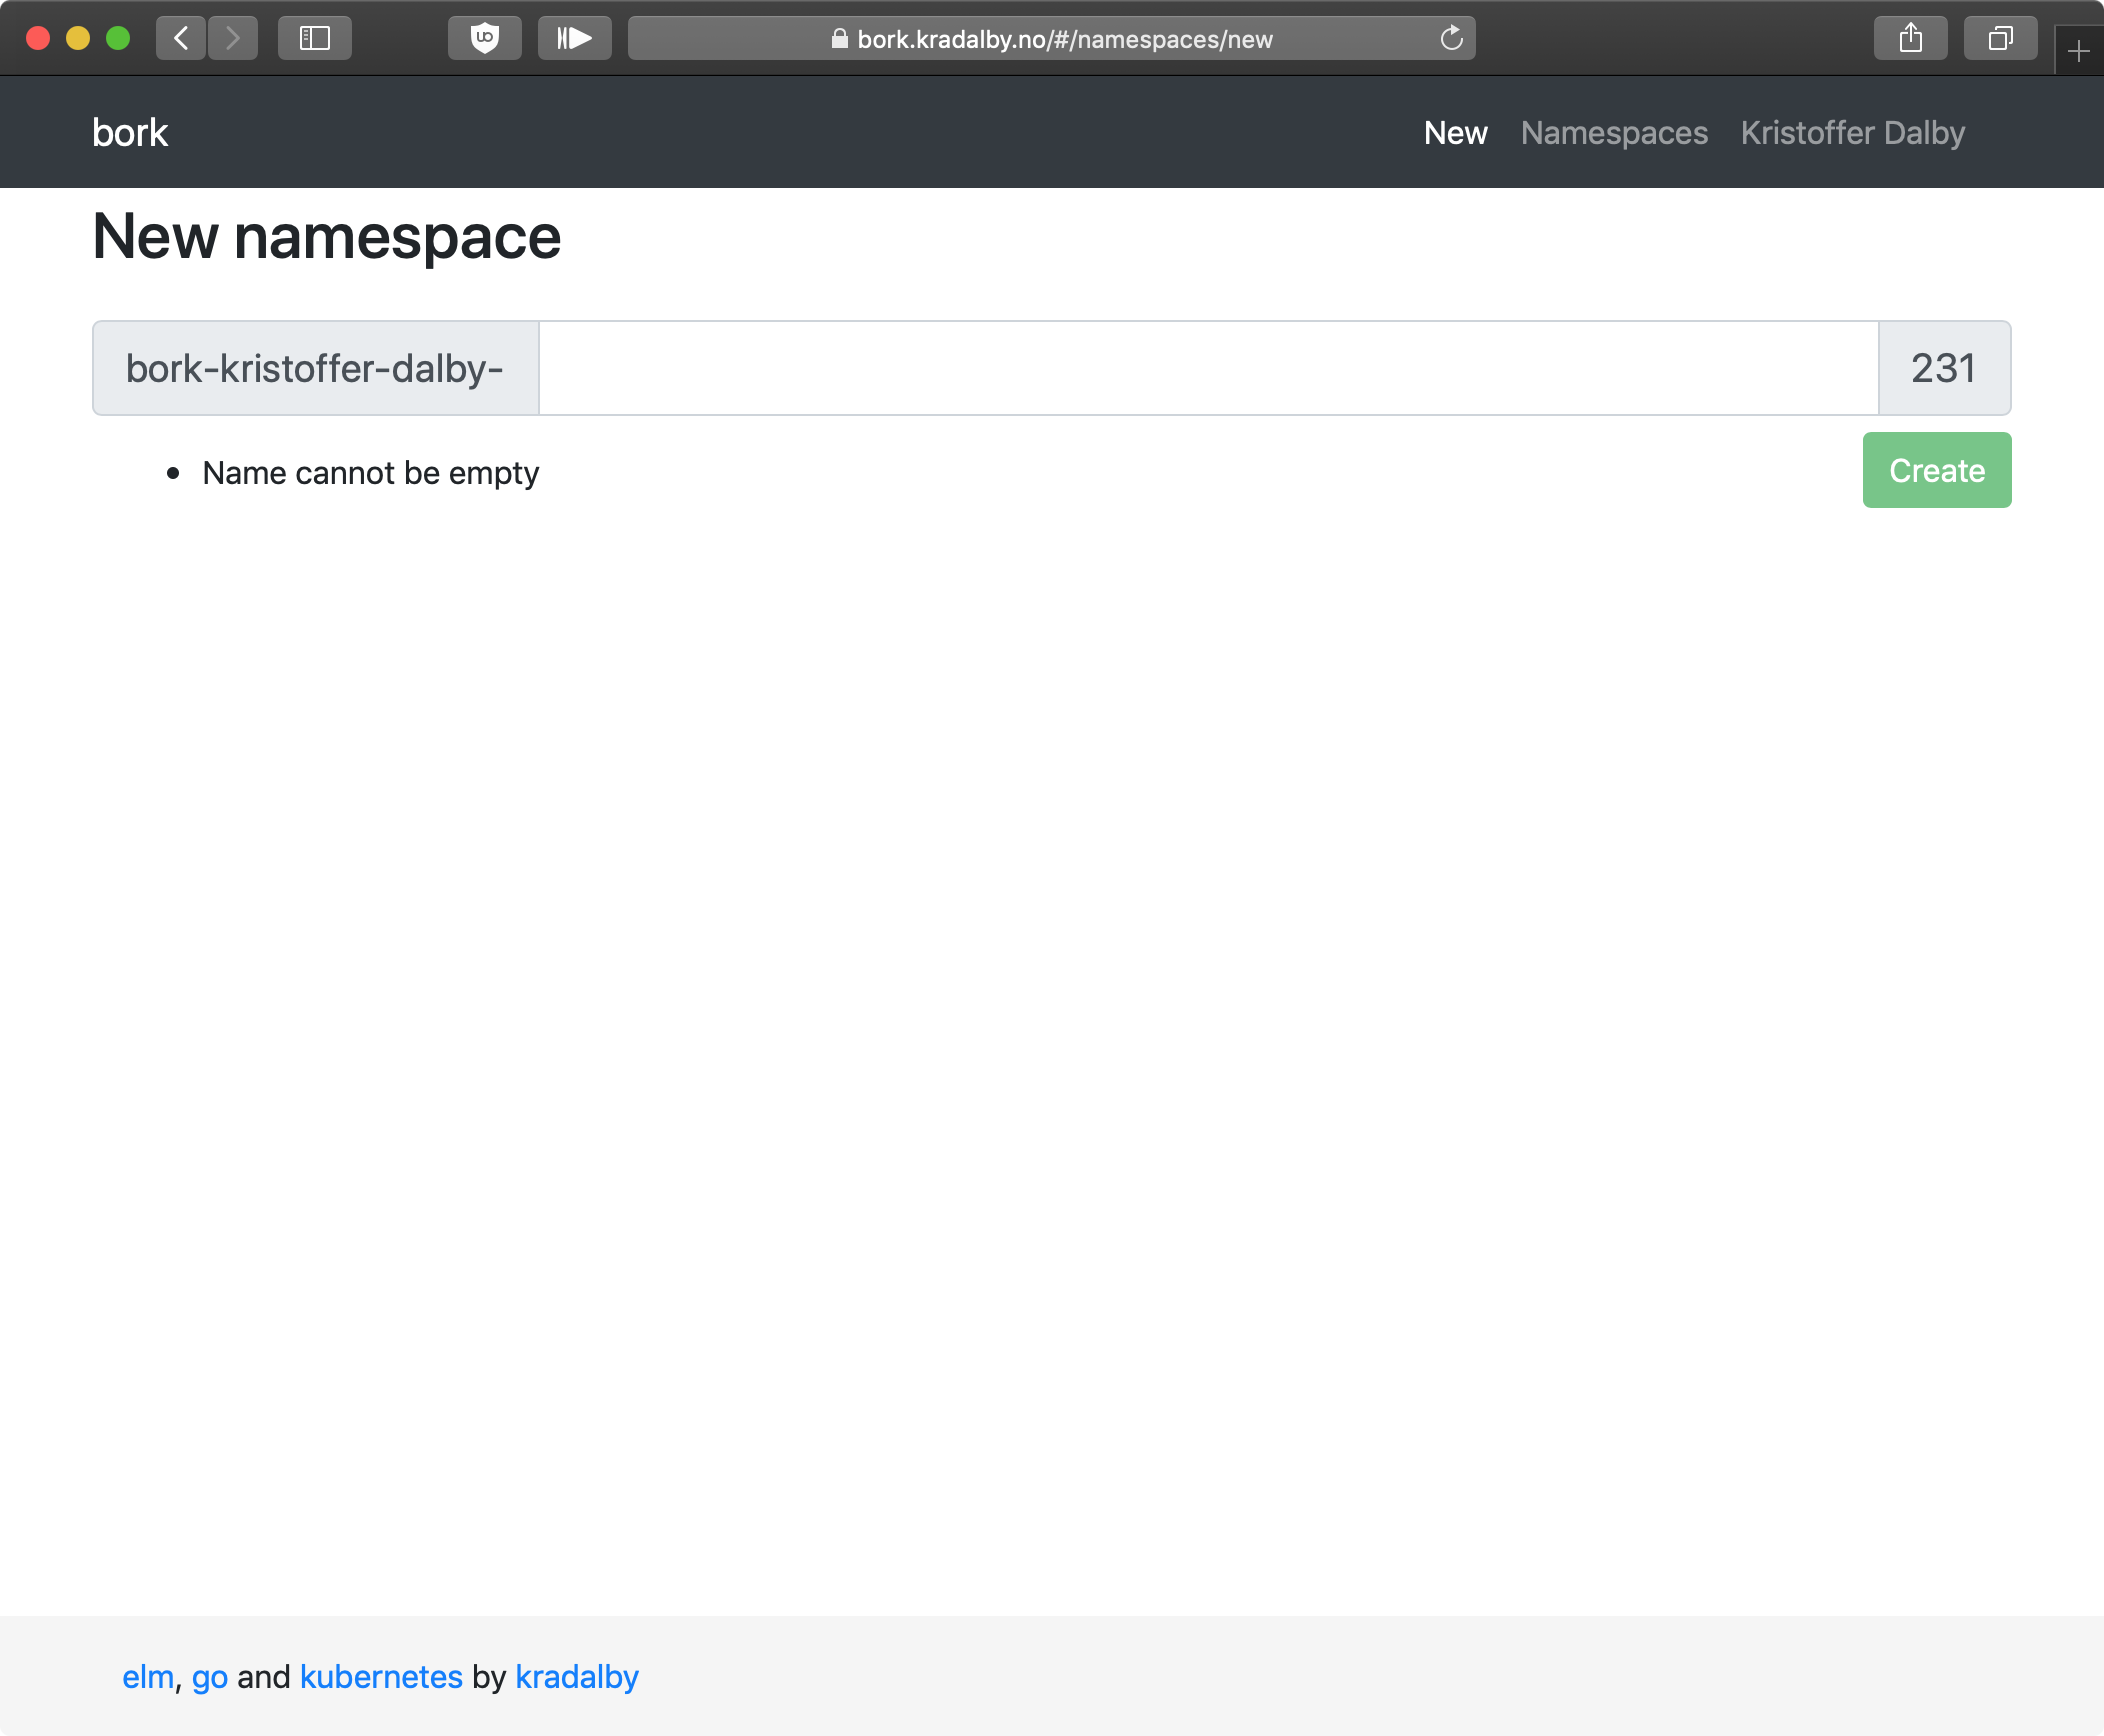 bork.kradalby.no/#/namespaces/new
bork New Namespaces Kristoffer Dalby
New namespace
bork-kristoffer-dalby- 231
• Name cannot be empty Create
elm, go and kubernetes by kradalby